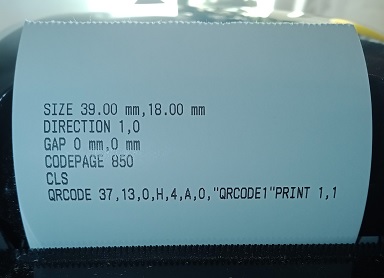 SIZE 39.00 mm,18.00 mm
DIRECTION 1,0
GAP 0 mm,0 mm
CODEPAGE 850
CLS
QRCODE 37,13,0,H,4,A,0,"QRCODE1"PRINT 1,1